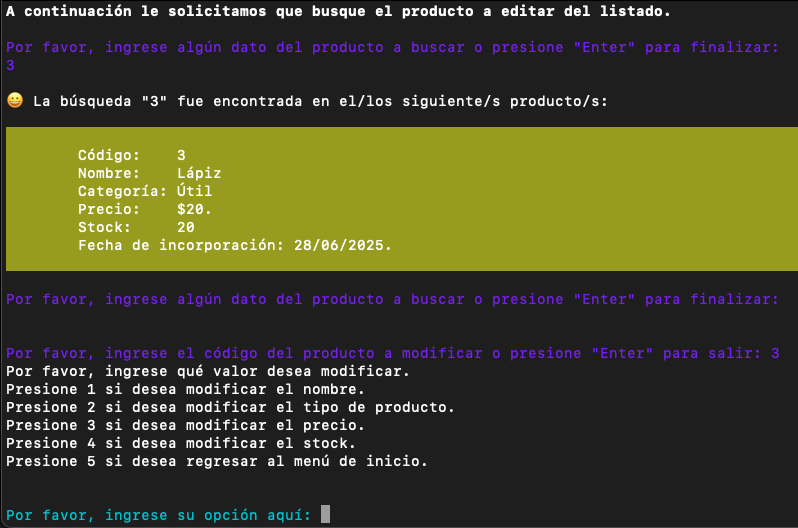 A continuación le solicitamos que busque el producto a editar del listado.
Por favor, ingrese algún dato del producto a buscar o presione "Enter" para finalizar:
3
😀 La búsqueda "3" fue encontrada en el/los siguiente/s producto/s:
Código: 3
Nombre: Lápiz
Categoría: Útil
Precio: $20.
Stock: 20
Fecha de incorporación: 28/06/2025.
Por favor, ingrese algún dato del producto a buscar o presione "Enter" para finalizar:
Por favor, ingrese el código del producto a modificar o presione "Enter" para salir: 3
Por favor, ingrese qué valor desea modificar.
Presione 1 si desea modificar el nombre.
Presione 2 si desea modificar el tipo de producto.
Presione 3 si desea modificar el precio.
Presione 4 si desea modificar el stock.
Presione 5 si desea regresar al menú de inicio.
Por favor, ingrese su opción aquí: